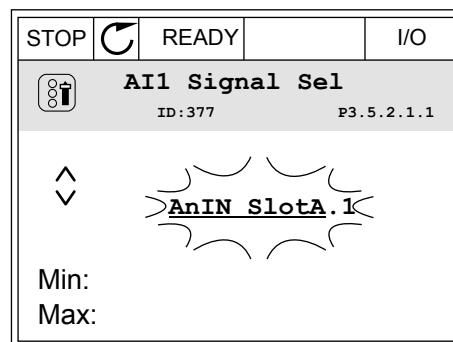 STOP READY I/O
AI1 Signal Sel
ID:377 P3.5.2.1.1
AnIN SlotA.1
Min:
Max: